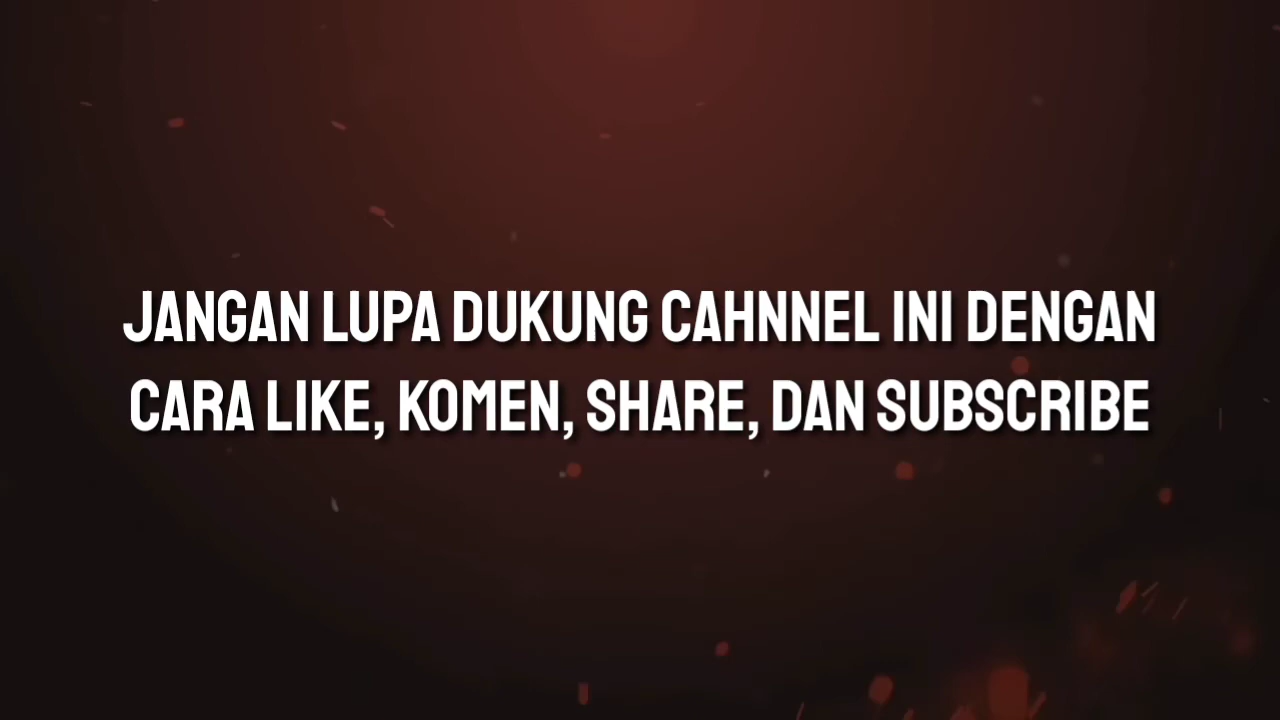 JANGAN LUPA DUKUNG CAHNNEL INI DENGAN
CARA LIKE, KOMEN, SHARE, DAN SUBSCRIBE